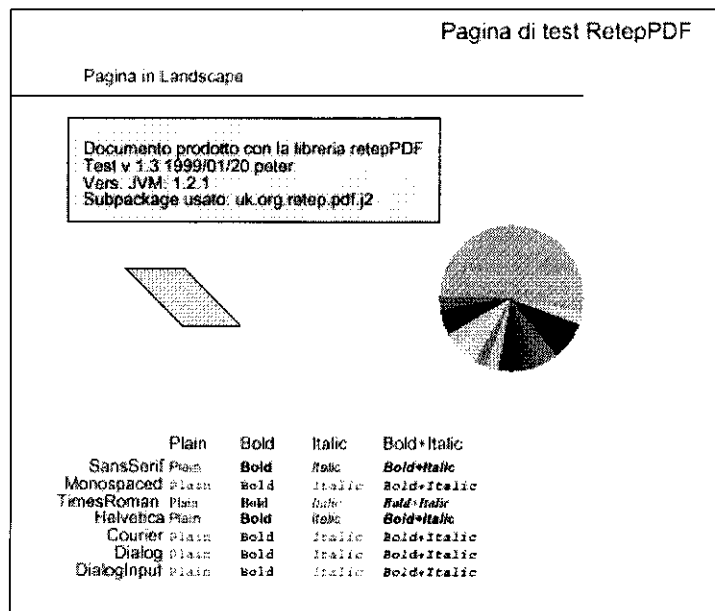 Pagina di test RetepPDF
Pagina in Landscape
Documento prodotto con la libreria retepPDF
Test v 1.3 1999/01/20 peter
Vers. JVM: 1.2.1
Subpackage usato: uk.org.retep.pdf.j2
Plain Bold Italic Bold+Italic
SansSerif Plain Bold Italic Bold+Italic
Monospaced Plain Bold Italic Bold+Italic
TimesRoman Plain Bold Italic Bold+Italic
Helvetica Plain Bold Italic Bold+Italic
Courier Plain Bold Italic Bold+Italic
Dialog Plain Bold Italic Bold+Italic
DialogInput Plain Bold Italic Bold+Italic